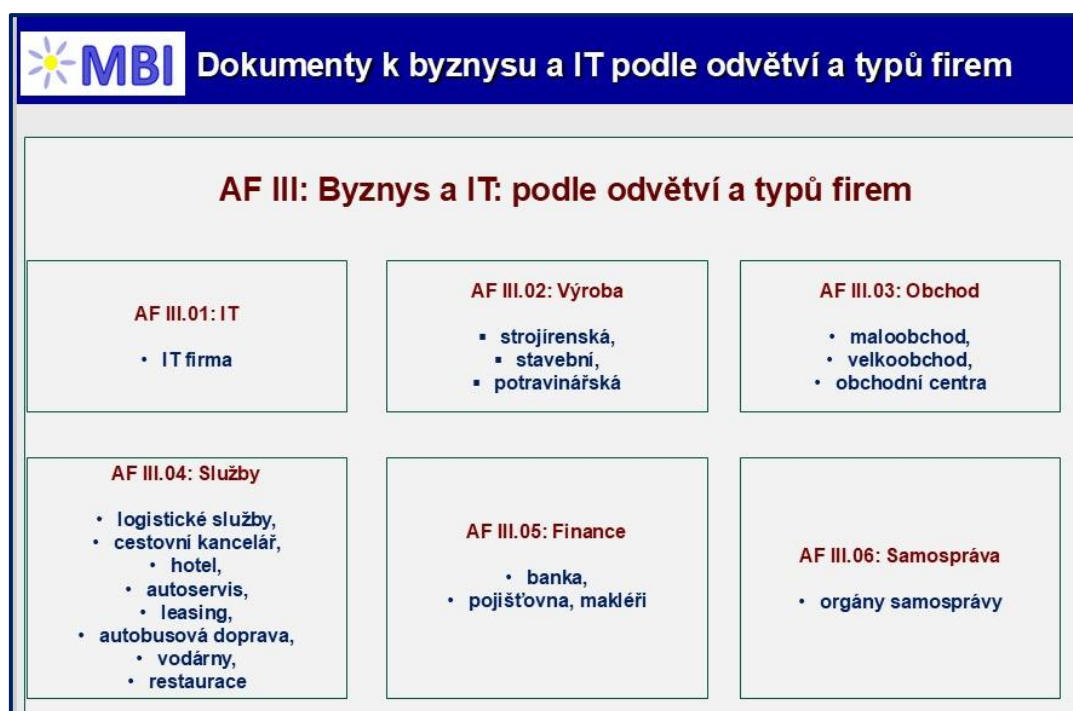 MBI Dokumenty k byznysu a IT podle odvětví a typů firem
AF III: Byznys a IT: podle odvětví a typů firem
AF III.01: IT
• IT firma
AF III.02: Výroba
▪ strojírenská,
▪ stavební,
▪ potravinářská
AF III.03: Obchod
• maloobchod,
• velkoobchod,
• obchodní centra
AF III.04: Služby
• logistické služby,
• cestovní kancelář,
• hotel,
• autoservis,
• leasing,
• autobusová doprava,
• vodárny,
• restaurace
AF III.05: Finance
• banka,
• pojišťovna, makléři
AF III.06: Samospráva
• orgány samosprávy